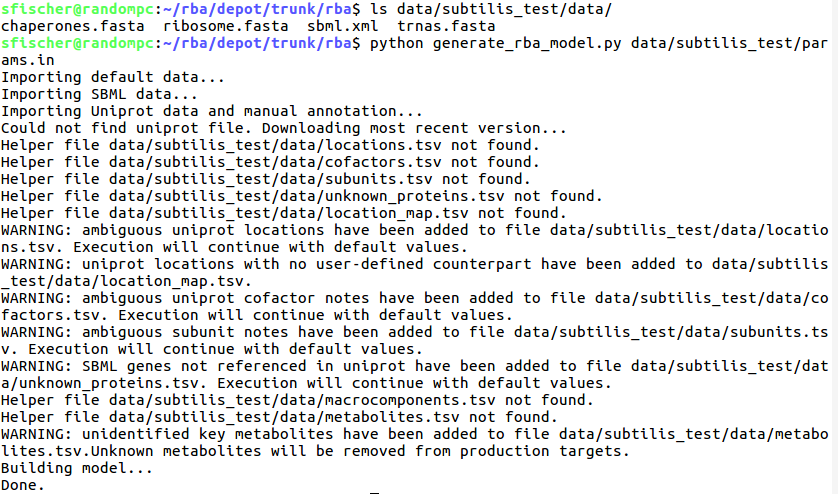 sfischer@randompc:~/rba/depot/trunk/rba$ ls data/subtilis_test/data/
chaperones.fasta  ribosome.fasta  sbml.xml  trnas.fasta
sfischer@randompc:~/rba/depot/trunk/rba$ python generate_rba_model.py data/subtilis_test/par
ams.in
Importing default data...
Importing SBML data...
Importing Uniprot data and manual annotation...
Could not find uniprot file. Downloading most recent version...
Helper file data/subtilis_test/data/locations.tsv not found.
Helper file data/subtilis_test/data/cofactors.tsv not found.
Helper file data/subtilis_test/data/subunits.tsv not found.
Helper file data/subtilis_test/data/unknown_proteins.tsv not found.
Helper file data/subtilis_test/data/location_map.tsv not found.
WARNING: ambiguous uniprot locations have been added to file data/subtilis_test/data/locatio
ns.tsv. Execution will continue with default values.
WARNING: uniprot locations with no user-defined counterpart have been added to data/subtilis
_test/data/location_map.tsv.
WARNING: ambiguous uniprot cofactor notes have been added to file data/subtilis_test/data/co
factors.tsv. Execution will continue with default values.
WARNING: ambiguous subunit notes have been added to file data/subtilis_test/data/subunits.ts
v. Execution will continue with default values.
WARNING: SBML genes not referenced in uniprot have been added to file data/subtilis_test/dat
a/unknown_proteins.tsv. Execution will continue with default values.
Helper file data/subtilis_test/data/macrocomponents.tsv not found.
Helper file data/subtilis_test/data/metabolites.tsv not found.
WARNING: unidentified key metabolites have been added to file data/subtilis_test/data/metabo
lites.tsv.Unknown metabolites will be removed from production targets.
Building model...
Done.